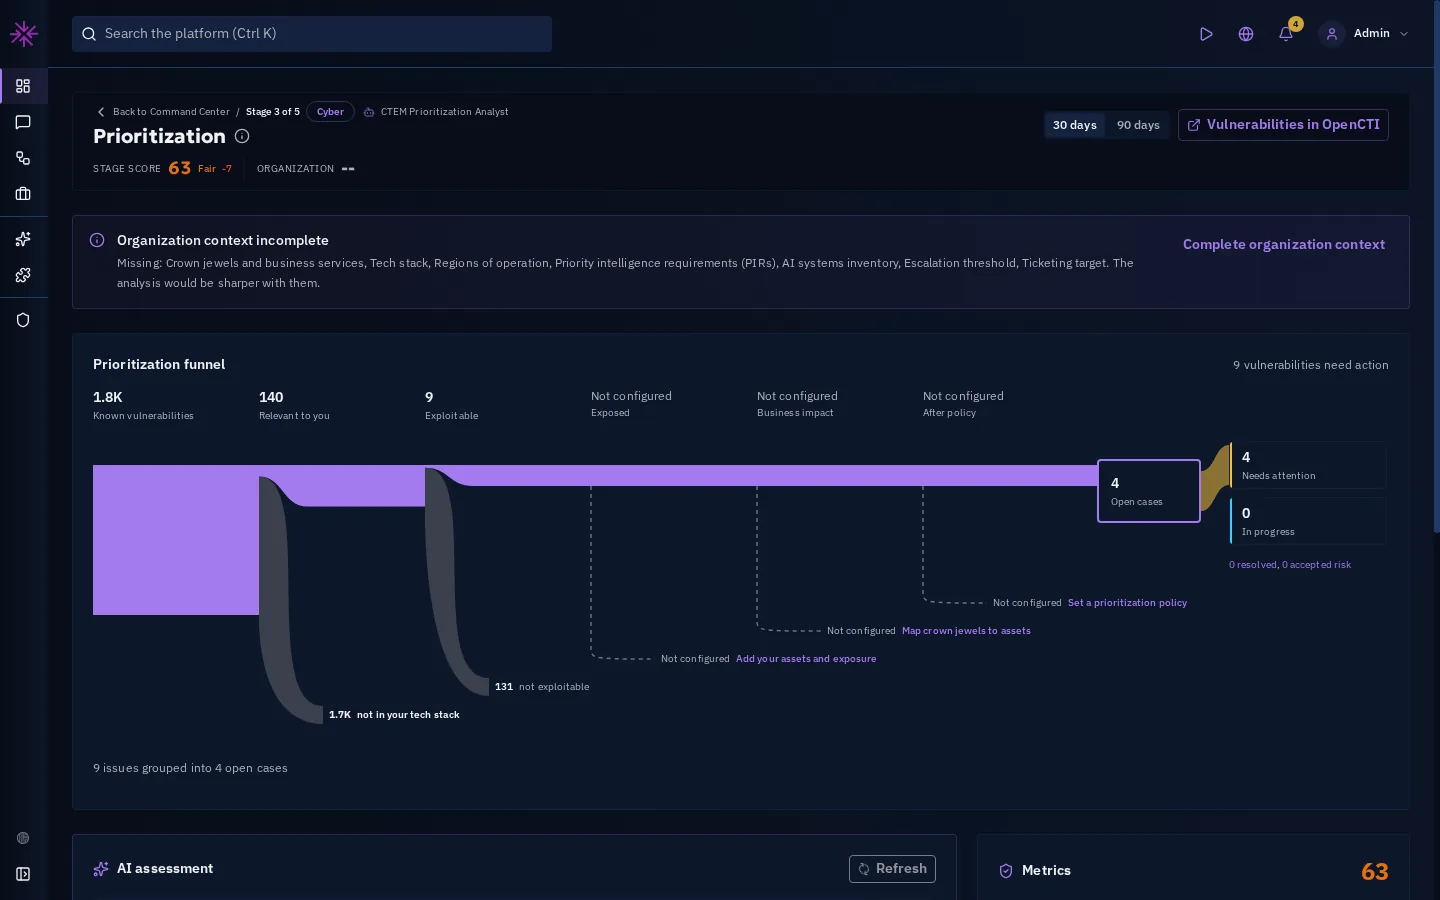 Search the platform (Ctrl K)
4
Admin
Back to Command Center / Stage 3 of 5 Cyber CTEM Prioritization Analyst
Prioritization
30 days 90 days Vulnerabilities in OpenCTI
STAGE SCORE 63 Fair -7 ORGANIZATION --
Organization context incomplete
Complete organization context
Missing: Crown jewels and business services, Tech stack, Regions of operation, Priority intelligence requirements (PIRs), AI systems inventory, Escalation threshold, Ticketing target. The
analysis would be sharper with them.
Prioritization funnel
9 vulnerabilities need action
1.8K 140 9 Not configured Not configured Not configured
Known vulnerabilities Relevant to you Exploitable Exposed Business impact After policy
4
Needs attention
4
Open cases
0
In progress
0 resolved, 0 accepted risk
Not configured Set a prioritization policy
Not configured Map crown jewels to assets
Not configured Add your assets and exposure
131 not exploitable
1.7K not in your tech stack
9 issues grouped into 4 open cases
AI assessment Refresh
Metrics 63